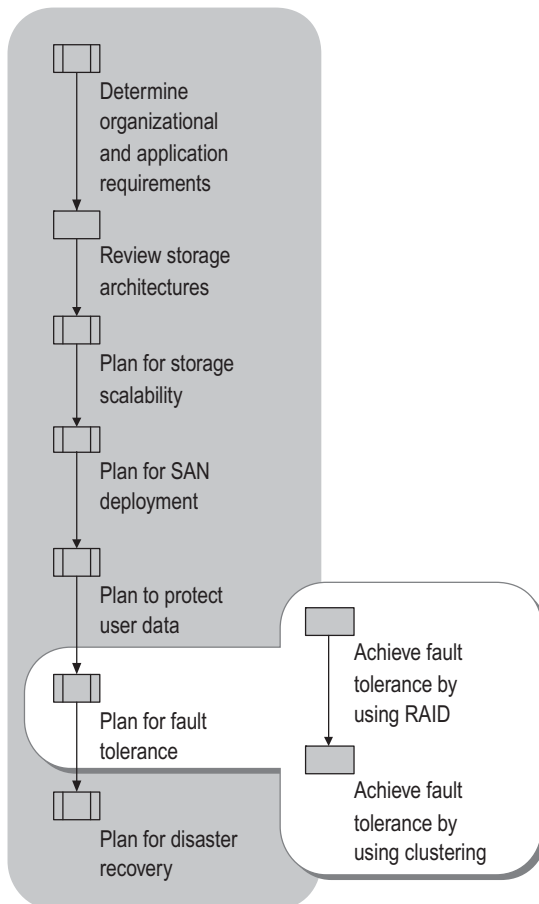 Determine
organizational
and application
requirements
Review storage
architectures
Plan for storage
scalability
Plan for SAN
deployment
Plan to protect
user data
Plan for fault
tolerance
Plan for disaster
recovery
Achieve fault
tolerance by
using RAID
Achieve fault
tolerance by
using clustering